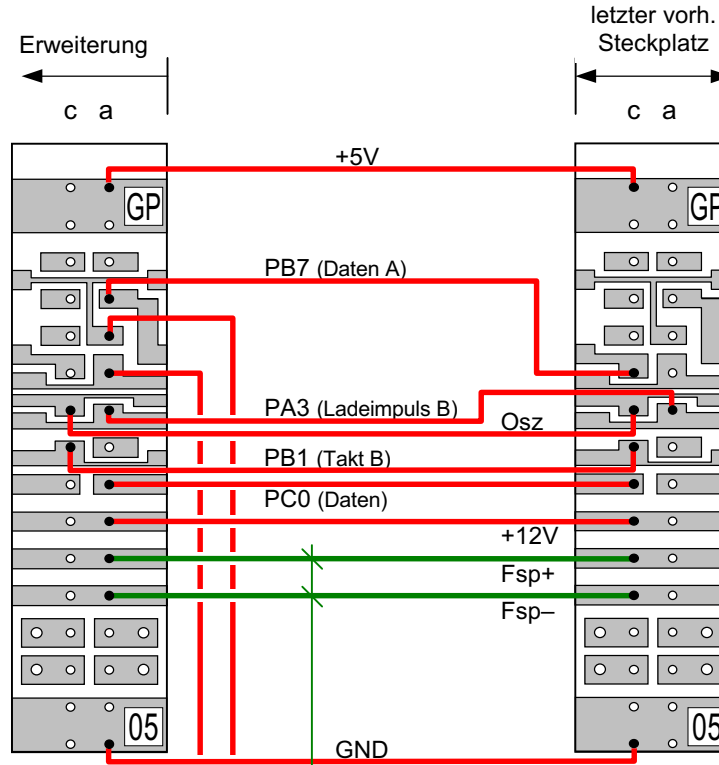 letzter vorh.
Erweiterung
Steckplatz
c a
c a
+5V
GP
GP
PB7 (Daten A)
PA3 (Ladeimpuls B)
Osz
PB1 (Takt B)
PC0 (Daten)
+12V
Fsp+
Fsp–
05
05
GND